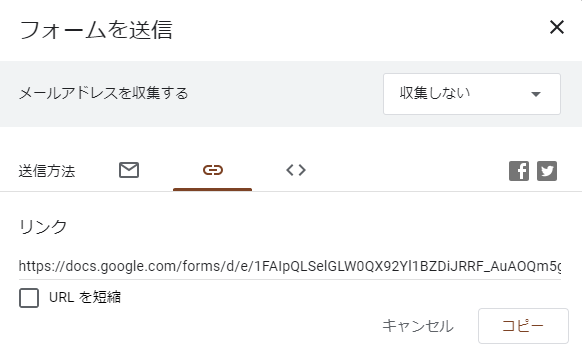 フォームを送信
メールアドレスを収集する
収集しない
送信方法
リンク
https://docs.google.com/forms/d/e/1FAIpQLSelGLW0QX92Yl1BZDiJRRF_AuAOQm5g
URL を短縮
キャンセル
コピー